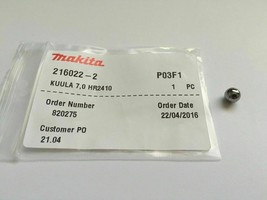 makita
216022-2 P03F1
KUULA 7,0 HR2410 1 PC
Order Number Order Date
820275 22/04/2016
Customer PO
21.04